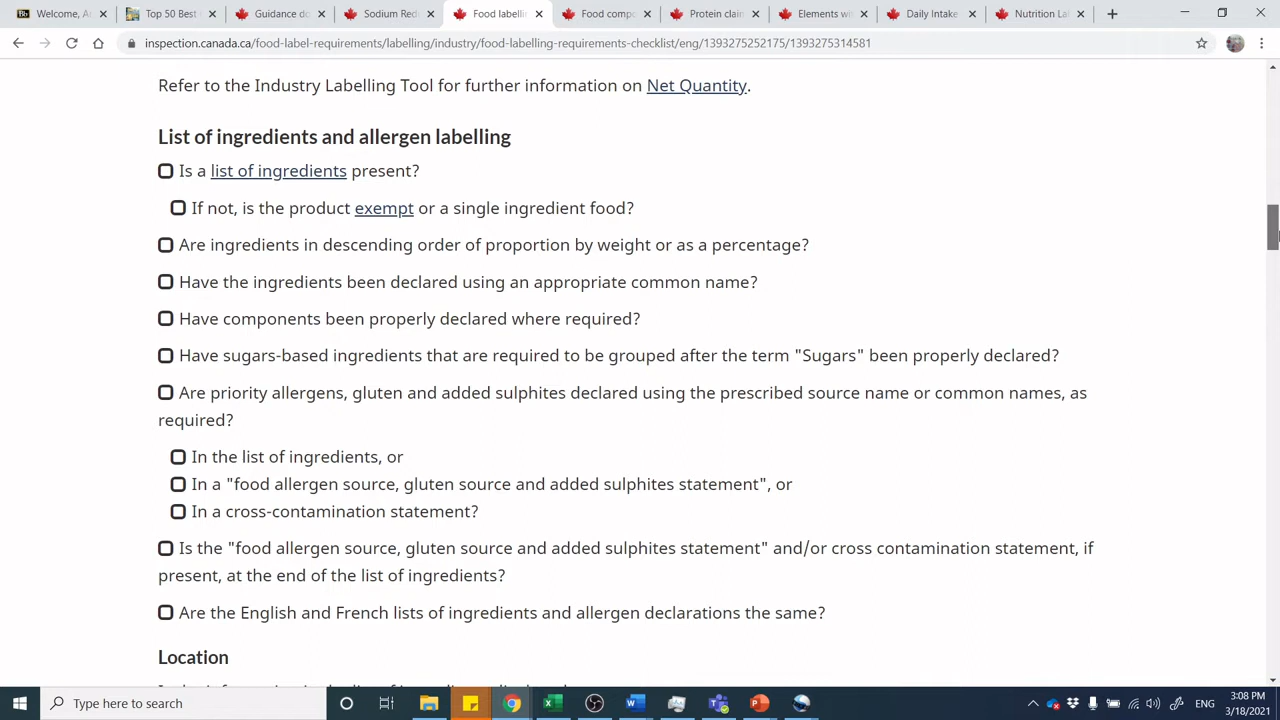 Welcome, A
Top 50 Best
Guidance do
Sodium Red
Food labelli
Food compo
Protein clai
Elements wi
Daily Intake
Nutrition La
inspection.canada.ca/food-label-requirements/labelling/industry/food-labelling-requirements-checklist/eng/1393275252175/1393275314581
Refer to the Industry Labelling Tool for further information on Net Quantity.
List of ingredients and allergen labelling
Is a list of ingredients present?
If not, is the product exempt or a single ingredient food?
Are ingredients in descending order of proportion by weight or as a percentage?
Have the ingredients been declared using an appropriate common name?
Have components been properly declared where required?
Have sugars-based ingredients that are required to be grouped after the term "Sugars" been properly declared?
Are priority allergens, gluten and added sulphites declared using the prescribed source name or common names, as
required?
In the list of ingredients, or
In a "food allergen source, gluten source and added sulphites statement", or
In a cross-contamination statement?
Is the "food allergen source, gluten source and added sulphites statement" and/or cross contamination statement, if
present, at the end of the list of ingredients?
Are the English and French lists of ingredients and allergen declarations the same?
Location
Type here to search
ENG
3:08 PM
3/18/2021